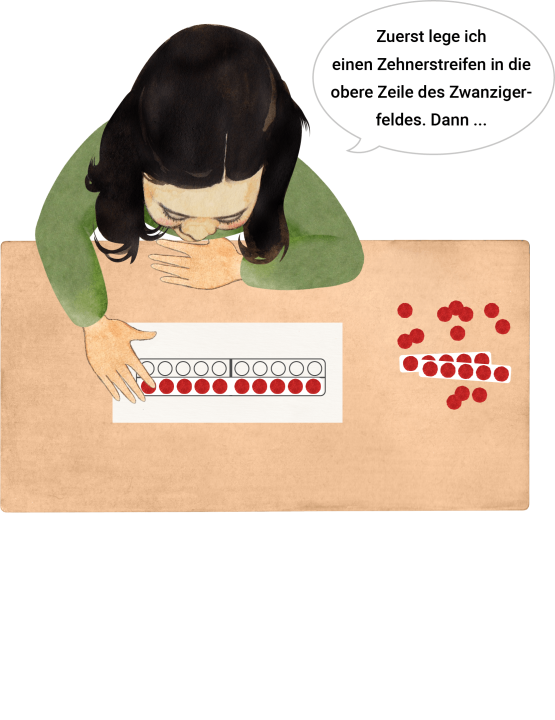 Zuerst lege ich
einen Zehnerstreifen in die
obere Zeile des Zwanziger-
feldes. Dann ...